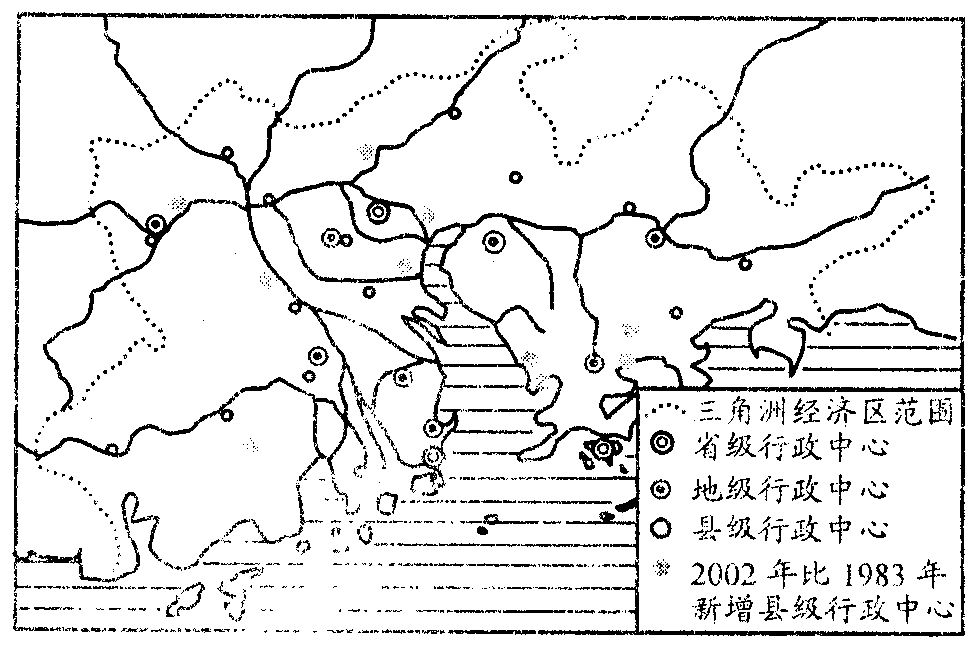 三角洲经济区范围
省级行政中心
地级行政中心
县级行政中心
2002 年比 1983 年
新增县级行政中心